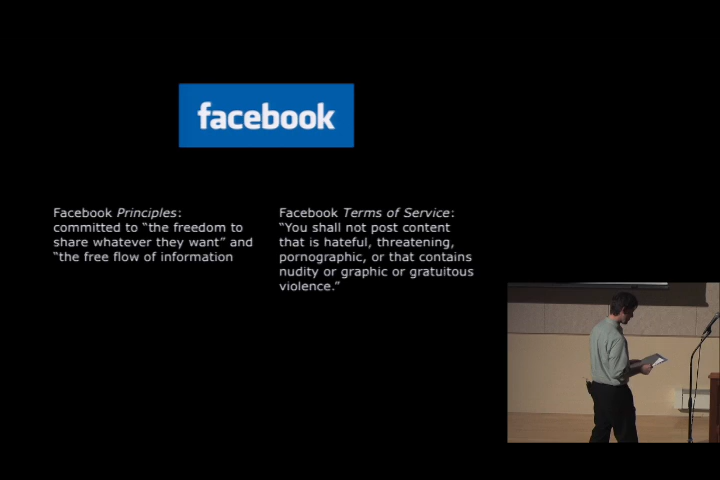 facebook
Facebook Principles:
committed to “the freedom to
share whatever they want” and
“the free flow of information
Facebook Terms of Service:
“You shall not post content
that is hateful, threatening,
pornographic, or that contains
nudity or graphic or gratuitous
violence.”